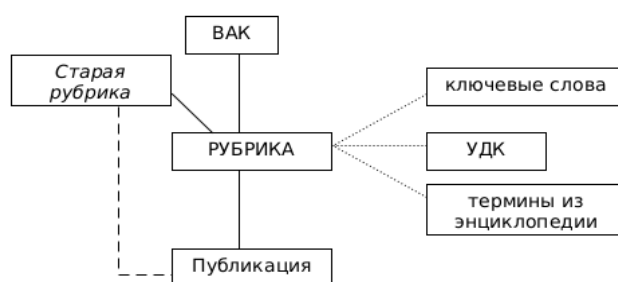 ВАК
Старая
рубрика
ключевые слова
РУБРИКА
УДК
термины из
энциклопедии
Публикация